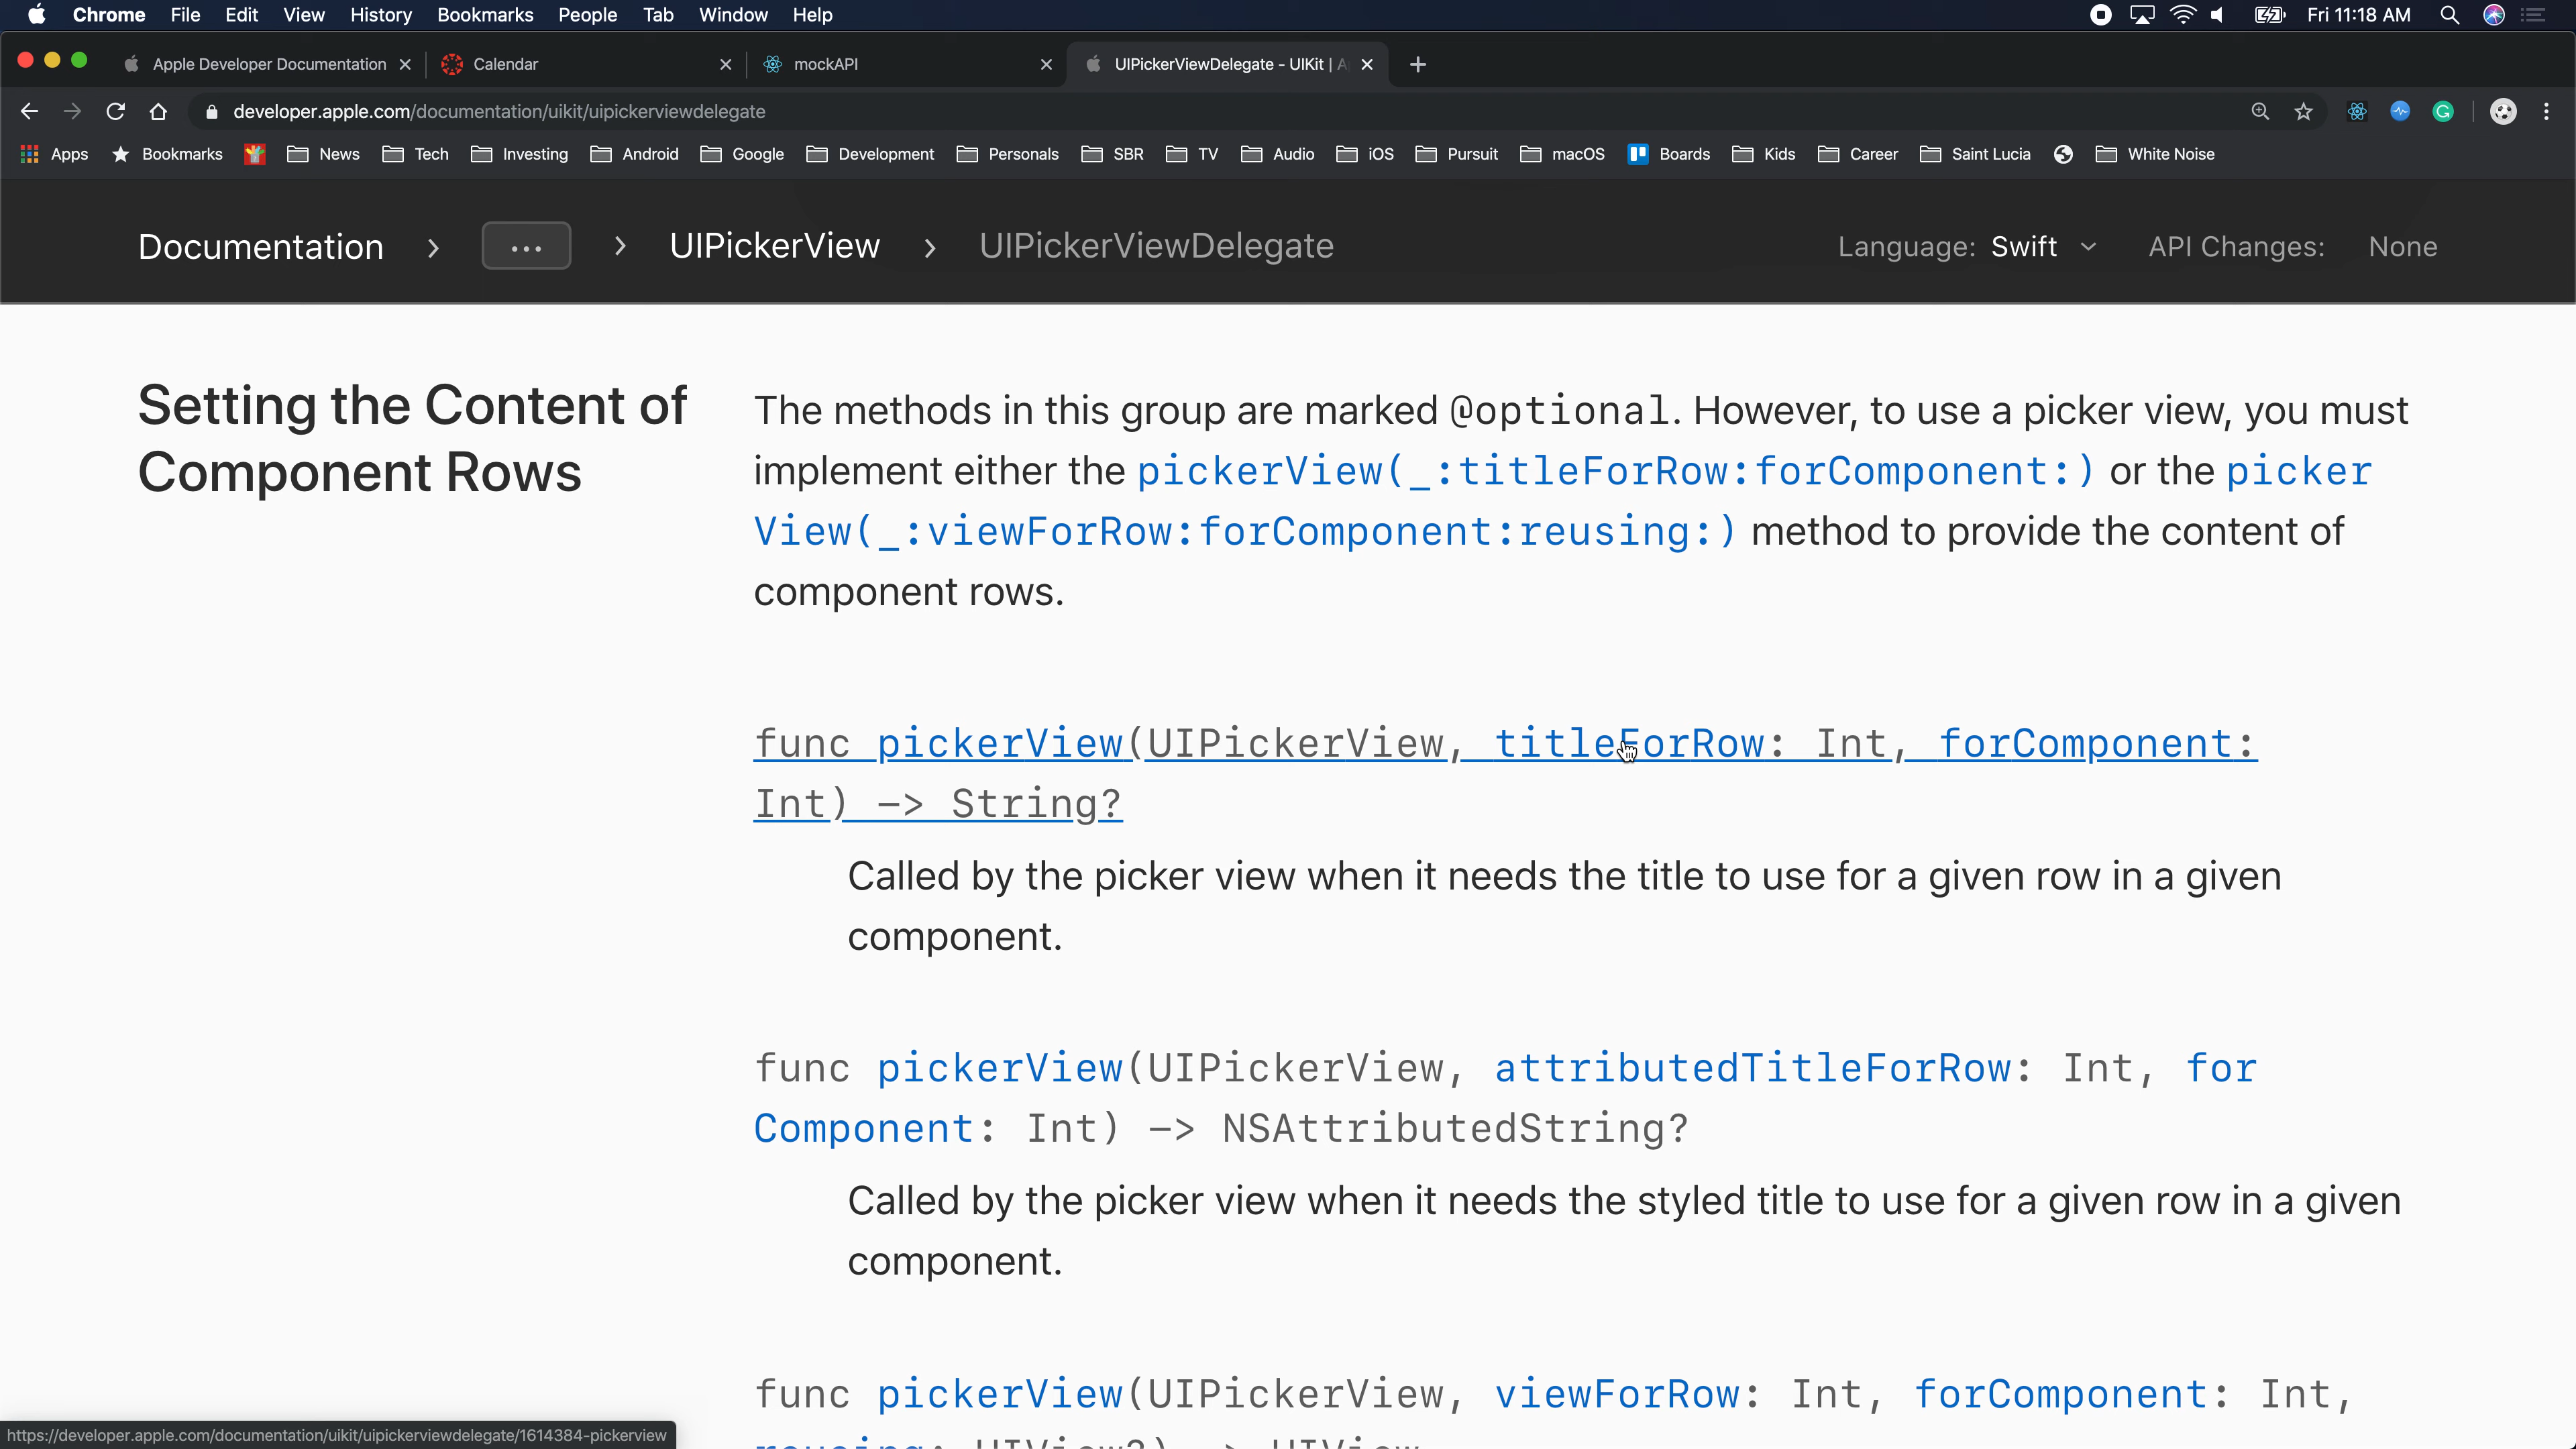 Chrome File Edit View History Bookmarks People Tab Window Help Fri 11:18 AM
Apple Developer Documentation Calendar mockAPI UIPickerViewDelegate - UIKit | A
developer.apple.com/documentation/uikit/uipickerviewdelegate
Apps Bookmarks News Tech Investing Android Google Development Personals SBR TV Audio iOS Pursuit macOS Boards Kids Career Saint Lucia White Noise
Documentation › ... › UIPickerView › UIPickerViewDelegate Language: Swift API Changes: None
Setting the Content of
Component Rows
The methods in this group are marked @optional. However, to use a picker view, you must
implement either the pickerView(_:titleForRow:forComponent:) or the picker
View(_:viewForRow:forComponent:reusing:) method to provide the content of
component rows.
func pickerView(UIPickerView, titleForRow: Int, forComponent:
Int) -> String?
Called by the picker view when it needs the title to use for a given row in a given
component.
func pickerView(UIPickerView, attributedTitleForRow: Int, for
Component: Int) -> NSAttributedString?
Called by the picker view when it needs the styled title to use for a given row in a given
component.
func pickerView(UIPickerView, viewForRow: Int, forComponent: Int,
reusing: UIView?) -> UIView
https://developer.apple.com/documentation/uikit/uipickerviewdelegate/1614384-pickerview